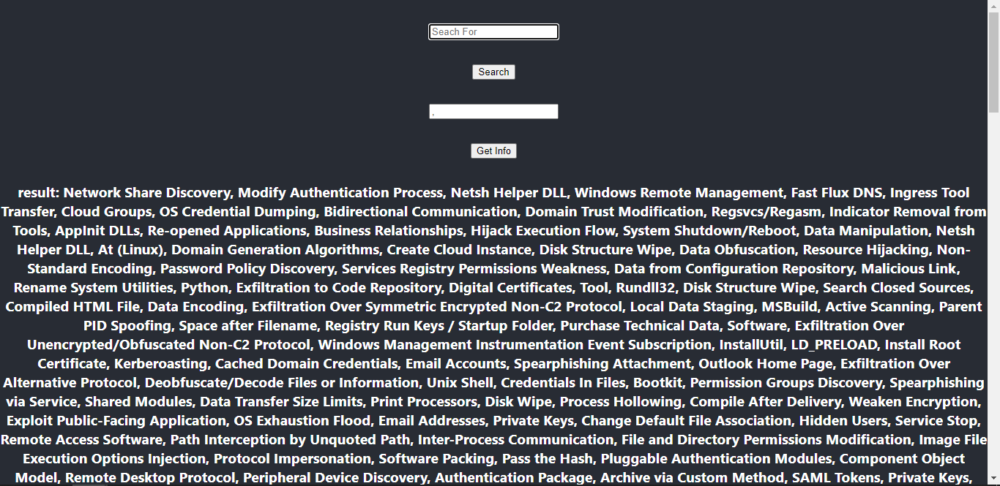 Seach For
Search
,
Get Info
result: Network Share Discovery, Modify Authentication Process, Netsh Helper DLL, Windows Remote Management, Fast Flux DNS, Ingress Tool
Transfer, Cloud Groups, OS Credential Dumping, Bidirectional Communication, Domain Trust Modification, Regsvcs/Regasm, Indicator Removal from
Tools, AppInit DLLs, Re-opened Applications, Business Relationships, Hijack Execution Flow, System Shutdown/Reboot, Data Manipulation, Netsh
Helper DLL, At (Linux), Domain Generation Algorithms, Create Cloud Instance, Disk Structure Wipe, Data Obfuscation, Resource Hijacking, Non-
Standard Encoding, Password Policy Discovery, Services Registry Permissions Weakness, Data from Configuration Repository, Malicious Link,
Rename System Utilities, Python, Exfiltration to Code Repository, Digital Certificates, Tool, Rundll32, Disk Structure Wipe, Search Closed Sources,
Compiled HTML File, Data Encoding, Exfiltration Over Symmetric Encrypted Non-C2 Protocol, Local Data Staging, MSBuild, Active Scanning, Parent
PID Spoofing, Space after Filename, Registry Run Keys / Startup Folder, Purchase Technical Data, Software, Exfiltration Over
Unencrypted/Obfuscated Non-C2 Protocol, Windows Management Instrumentation Event Subscription, InstallUtil, LD_PRELOAD, Install Root
Certificate, Kerberoasting, Cached Domain Credentials, Email Accounts, Spearphishing Attachment, Outlook Home Page, Exfiltration Over
Alternative Protocol, Deobfuscate/Decode Files or Information, Unix Shell, Credentials In Files, Bootkit, Permission Groups Discovery, Spearphishing
via Service, Shared Modules, Data Transfer Size Limits, Print Processors, Disk Wipe, Process Hollowing, Compile After Delivery, Weaken Encryption,
Exploit Public-Facing Application, OS Exhaustion Flood, Email Addresses, Private Keys, Change Default File Association, Hidden Users, Service Stop,
Remote Access Software, Path Interception by Unquoted Path, Inter-Process Communication, File and Directory Permissions Modification, Image File
Execution Options Injection, Protocol Impersonation, Software Packing, Pass the Hash, Pluggable Authentication Modules, Component Object
Model, Remote Desktop Protocol, Peripheral Device Discovery, Authentication Package, Archive via Custom Method, SAML Tokens, Private Keys,